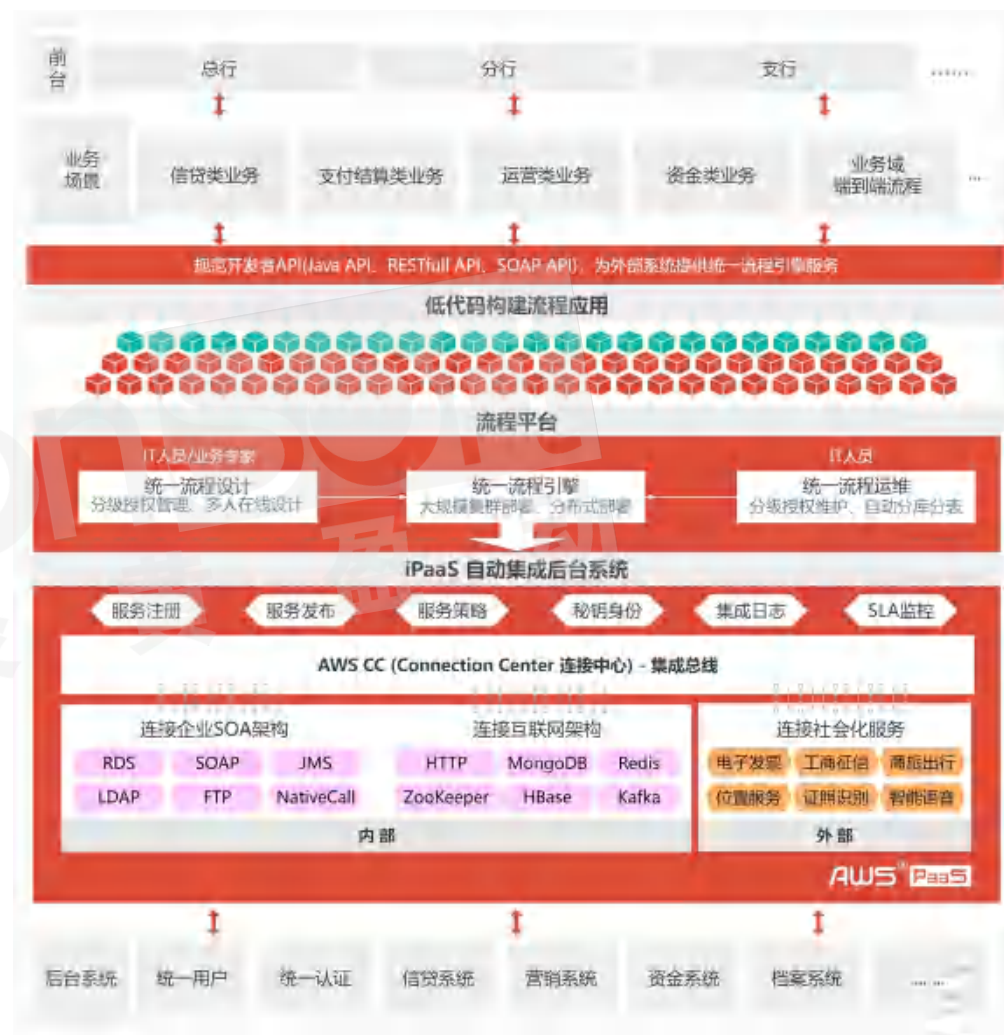 前台
总行
分行
支行
……
业务场景
信贷类业务
支付结算类业务
运营类业务
资金类业务
业务域
端到端流程
...
规范开发者API(Java API、RESTfull API、SOAP API)，为外部系统提供统一流程引擎服务
低代码构建流程应用
流程平台
IT人员/业务专家
IT人员
统一流程设计
分级授权管理、多人在线设计
统一流程引擎
大规模集群部署、分布式部署
统一流程运维
分级授权维护、自动分库分表
iPaaS 自动集成后台系统
服务注册
服务发布
服务策略
秘钥身份
集成日志
SLA监控
AWS CC (Connection Center 连接中心) - 集成总线
连接企业SOA架构
连接互联网架构
连接社会化服务
RDS
SOAP
JMS
HTTP
MongoDB
Redis
电子发票
工商征信
商旅出行
LDAP
FTP
NativeCall
ZooKeeper
HBase
Kafka
位置服务
证照识别
智能语音
内 部
外 部
AWS PaaS
后台系统
统一用户
统一认证
信贷系统
营销系统
资金系统
档案系统
... ...